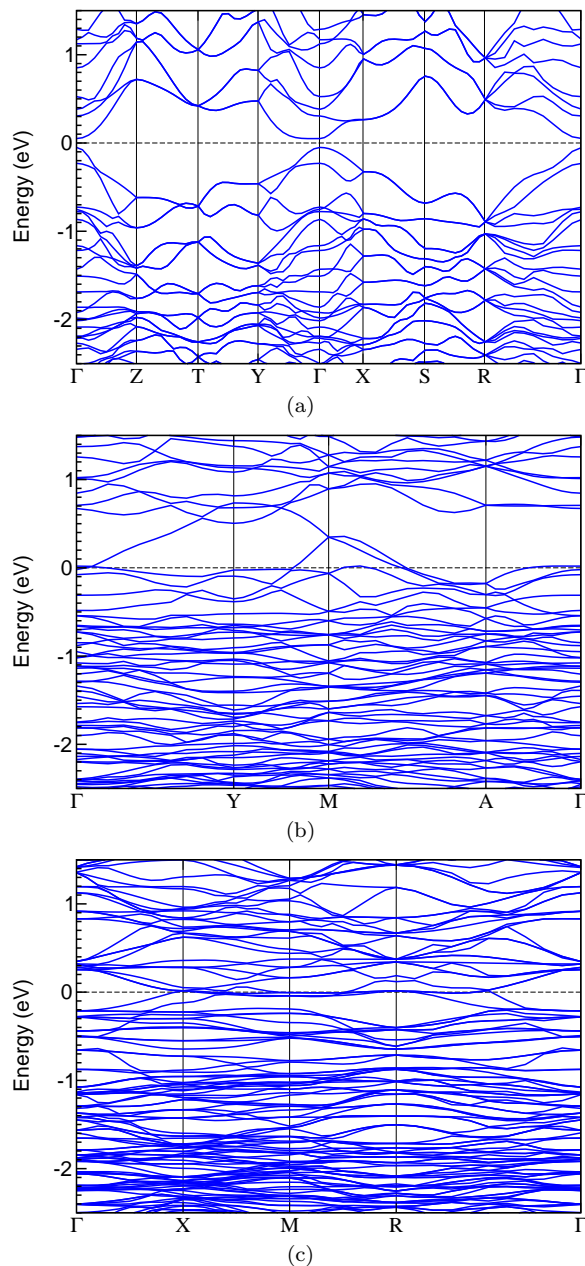 1
0
-1
-2
Energy (eV)
Γ Z T Y Γ X S R Γ
(a)
1
0
-1
-2
Energy (eV)
Γ Y M A Γ
(b)
1
0
-1
-2
Energy (eV)
Γ X M R Γ
(c)